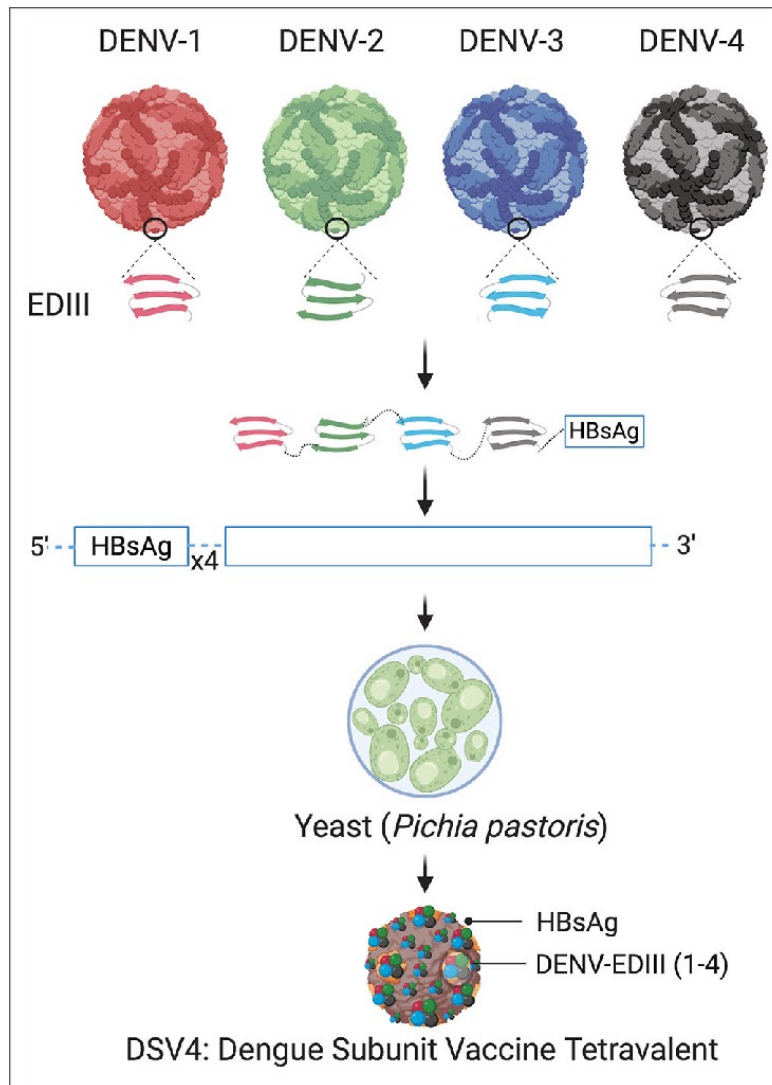 DENV-1 DENV-2 DENV-3 DENV-4
EDIII
HBsAg
5' HBsAg x4 3'
Yeast (Pichia pastoris)
HBsAg
DENV-EDIII (1-4)
DSV4: Dengue Subunit Vaccine Tetravalent